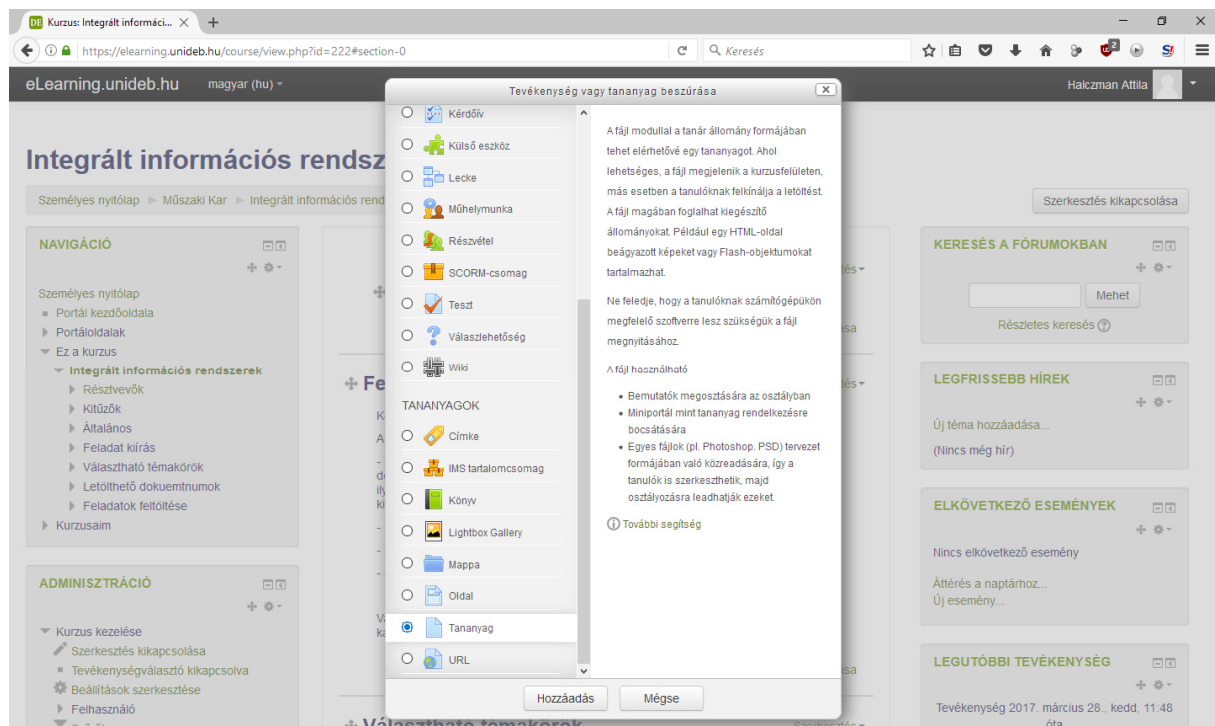 Kurzus: Integrált informáci...
https://elearning.unideb.hu/course/view.php?id=222#section-0
Keresés
2
eLearning.unideb.hu
magyar (hu)
Halczman Attila
Integrált információs rendsz
Személyes nyitólap ► Műszaki Kar ► Integrált információs rend
Szerkesztés kikapcsolása
NAVIGÁCIÓ
Személyes nyitólap
Portál kezdőoldala
Portáloldalak
Ez a kurzus
Integrált információs rendszerek
Résztvevők
Kitűzők
Általános
Feladat kiírás
Választható témakörök
Letölthető dokuemtnumok
Feladatok feltöltése
Kurzusaim
ADMINISZTRÁCIÓ
Kurzus kezelése
Szerkesztés kikapcsolása
Tevékenységválasztó kikapcsolva
Beállítások szerkesztése
Felhasználó
Fe
Választható témakörök
Szerkesztés
Tevékenység vagy tananyag beszúrása
Kérdőív
Külső eszköz
Lecke
Műhelymunka
Részvétel
SCORM-csomag
Teszt
Válaszlehetőség
Wiki
TANANYAGOK
Címke
IMS tartalomcsomag
Könyv
Lightbox Gallery
Mappa
Oldal
Tananyag
URL
A fájl modullal a tanár állomány formájában
tehet elérhetővé egy tananyagot. Ahol
lehetséges, a fájl megjelenik a kurzusfelületen,
más esetben a tanulóknak felkínálja a letöltést.
A fájl magában foglalhat kiegészítő
állományokat. Például egy HTML-oldal
beágyazott képeket vagy Flash-objektumokat
tartalmazhat.
Ne feledje, hogy a tanulóknak számítógépükön
megfelelő szoftverre lesz szükségük a fájl
megnyitásához.
A fájl használható
Bemutatók megosztására az osztályban
Miniportál mint tananyag rendelkezésre
bocsátására
Egyes fájlok (pl. Photoshop. PSD) tervezet
formájában való közreadására, így a
tanulók is szerkeszthetik, majd
osztályozásra leadhatják ezeket.
További segítség
Hozzáadás
Mégse
KERESÉS A FÓRUMOKBAN
Mehet
Részletes keresés
LEGFRISSEBB HÍREK
Új téma hozzáadása...
(Nincs még hír)
ELKÖVETKEZŐ ESEMÉNYEK
Nincs elkövetkező esemény
Áttérés a naptárhoz...
Új esemény...
LEGUTÓBBI TEVÉKENYSÉG
Tevékenység 2017. március 28., kedd, 11:48
óta